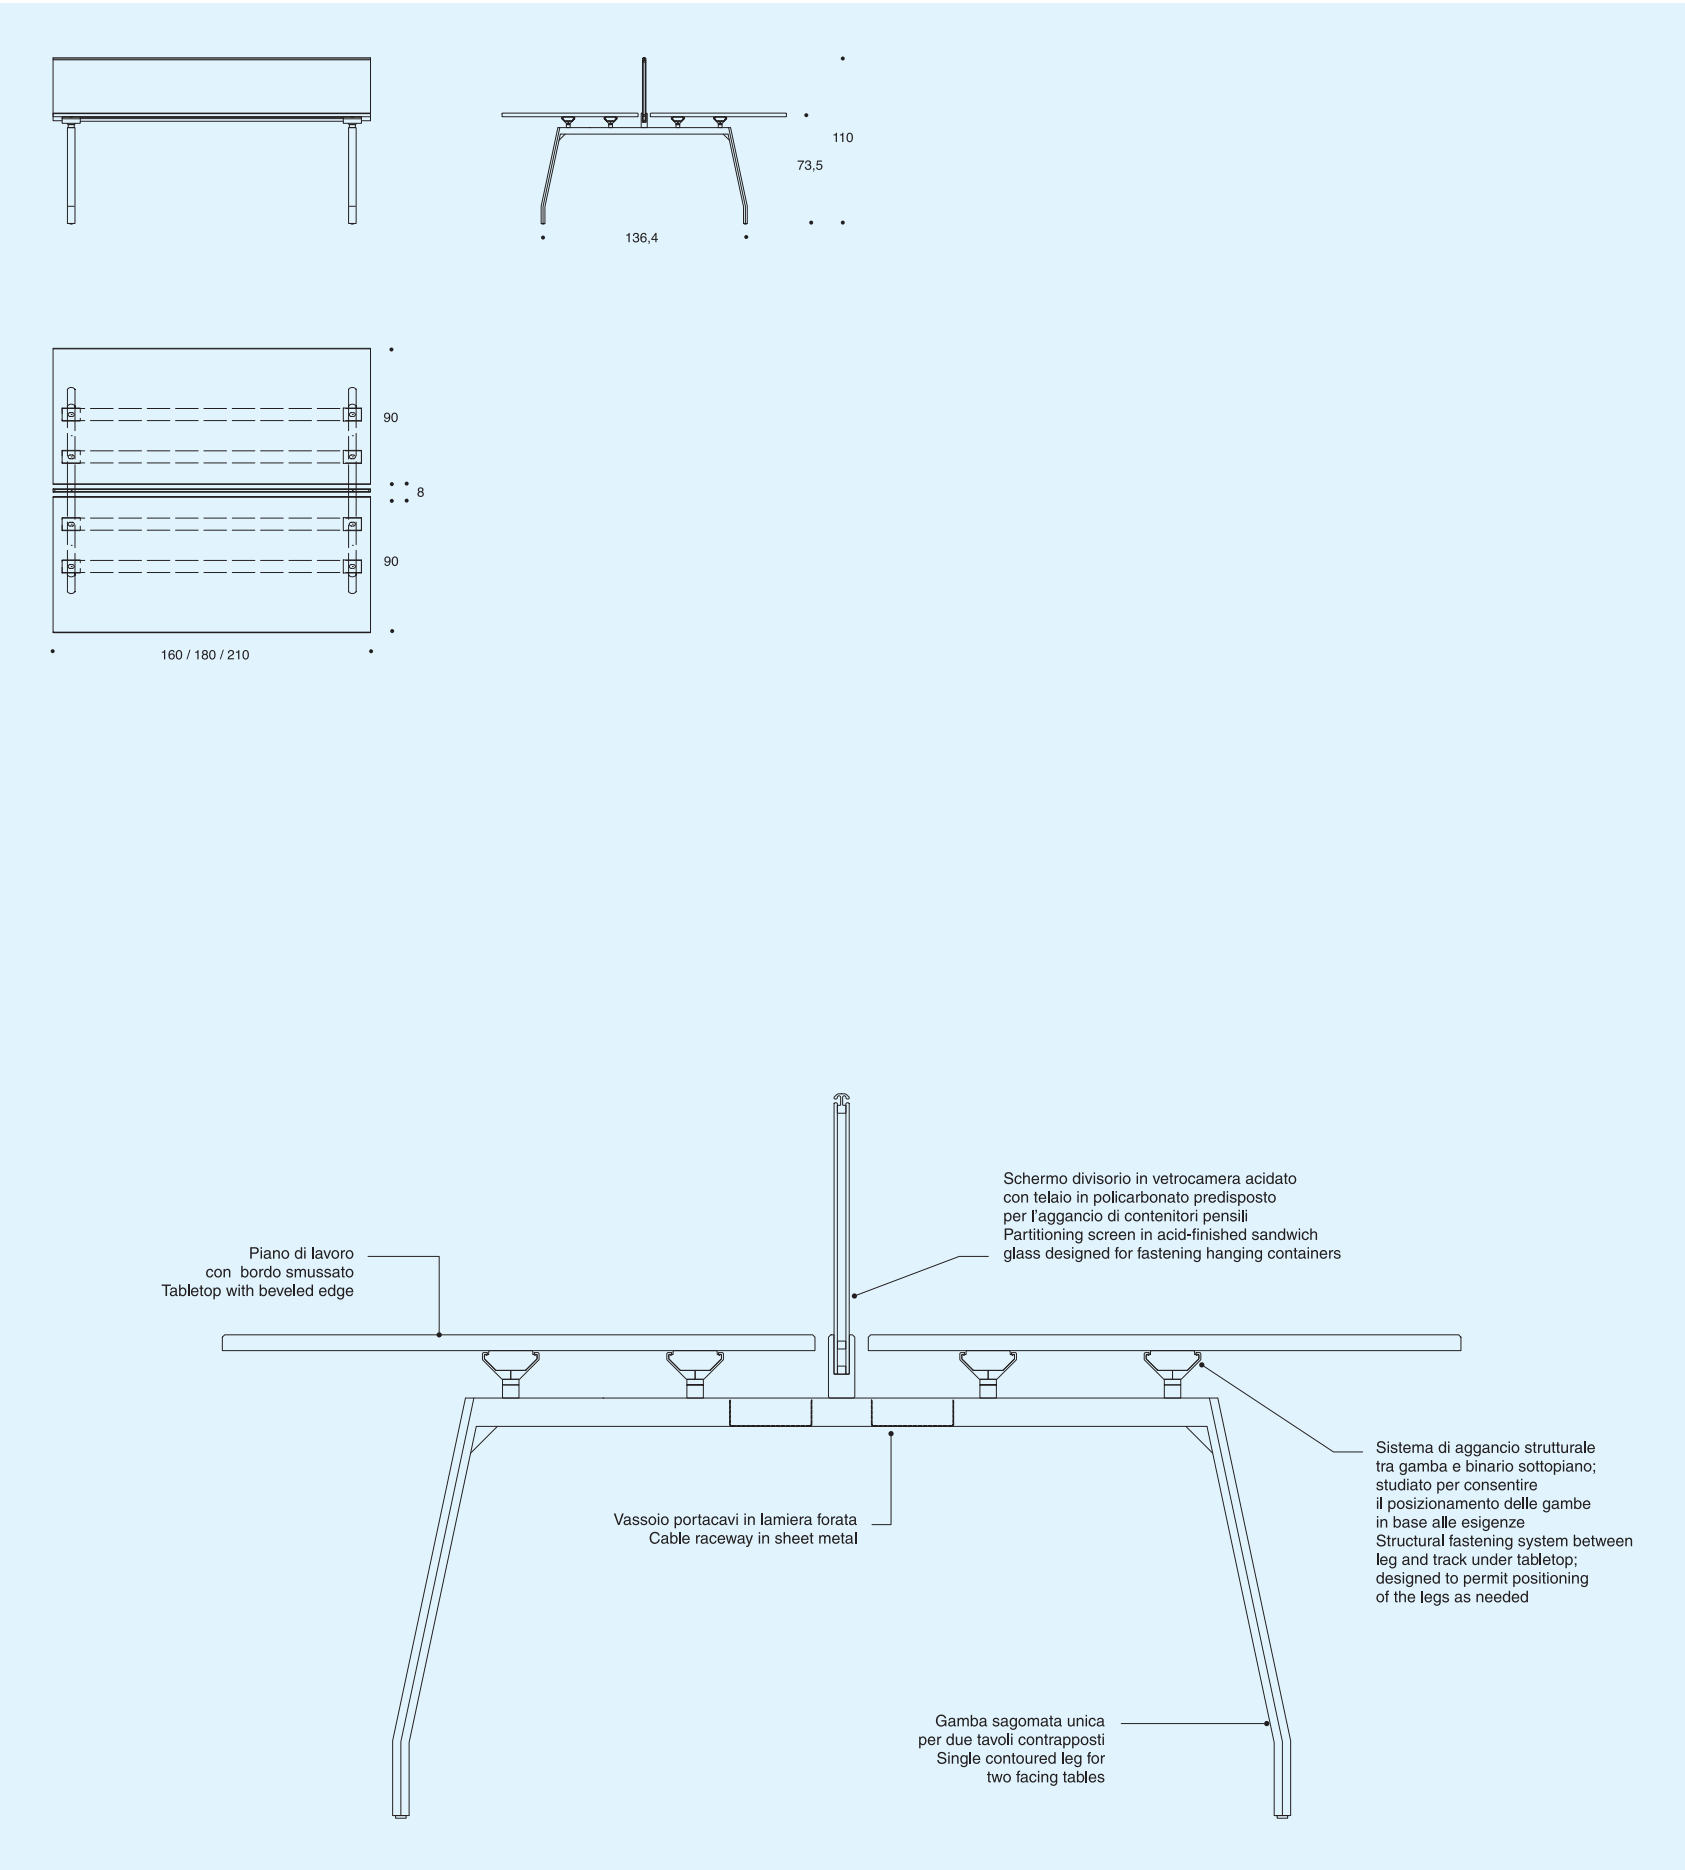 110
73,5
136,4
90
8
90
160 / 180 / 210
Schermo divisorio in vetrocamera acidato
con telaio in policarbonato predisposto
per l'aggancio di contenitori pensili
Partitioning screen in acid-finished sandwich
glass designed for fastening hanging containers
Piano di lavoro
con bordo smussato
Tabletop with beveled edge
Sistema di aggancio strutturale
tra gamba e binario sottopiano;
studiato per consentire
il posizionamento delle gambe
in base alle esigenze
Structural fastening system between
leg and track under tabletop;
designed to permit positioning
of the legs as needed
Vassoio portacavi in lamiera forata
Cable raceway in sheet metal
Gamba sagomata unica
per due tavoli contrapposti
Single contoured leg for
two facing tables